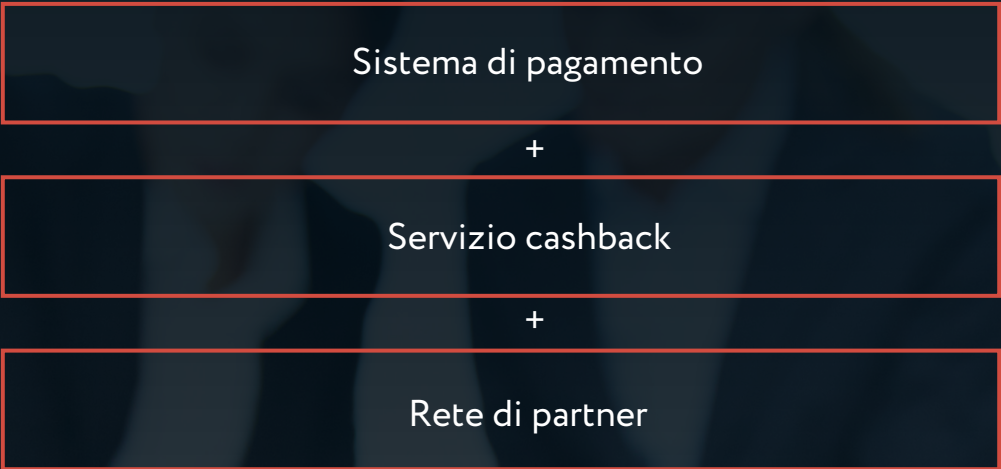 Sistema di pagamento
+
Servizio cashback
+
Rete di partner